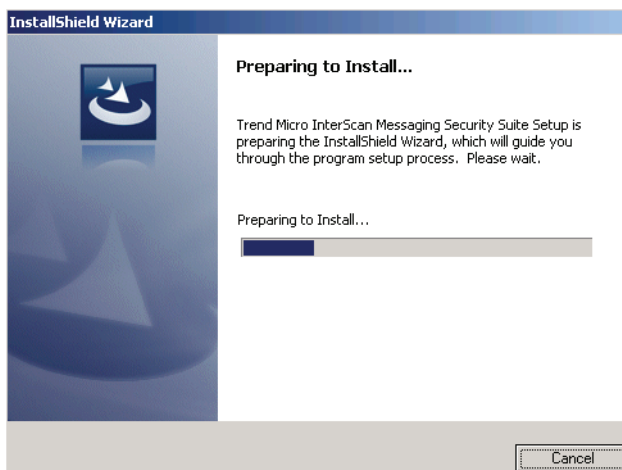 InstallShield Wizard
Preparing to Install...
Trend Micro InterScan Messaging Security Suite Setup is
preparing the InstallShield Wizard, which will guide you
through the program setup process.  Please wait.
Preparing to Install...
Cancel